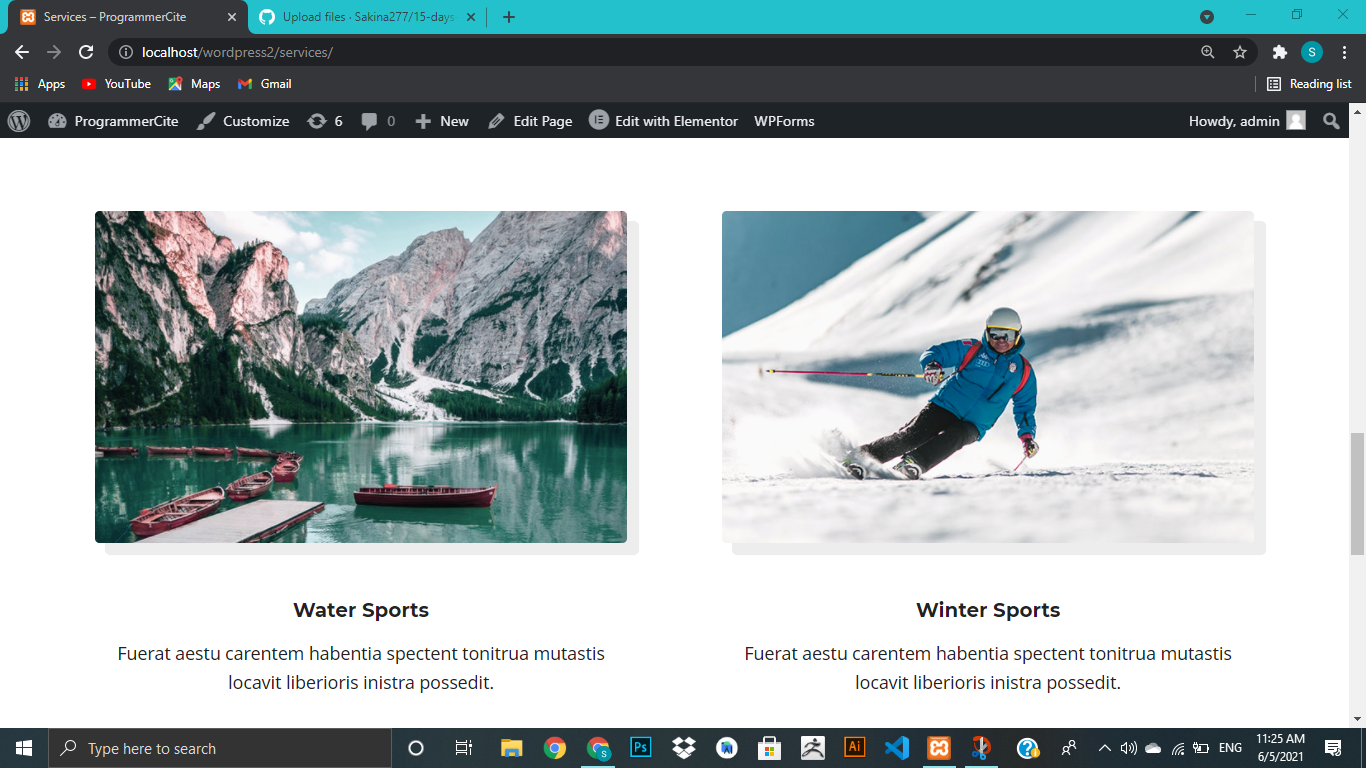 Services – ProgrammerCite
Upload files · Sakina277/15-days
localhost/wordpress2/services/
S
Apps YouTube Maps Gmail Reading list
ProgrammerCite Customize 6 0 New Edit Page Edit with Elementor WPForms Howdy, admin
Water Sports
Fuerat aestu carentem habentia spectent tonitrua mutastis
locavit liberioris inistra possedit.
Winter Sports
Fuerat aestu carentem habentia spectent tonitrua mutastis
locavit liberioris inistra possedit.
Type here to search
S
Ps
Ai
ENG
11:25 AM
6/5/2021